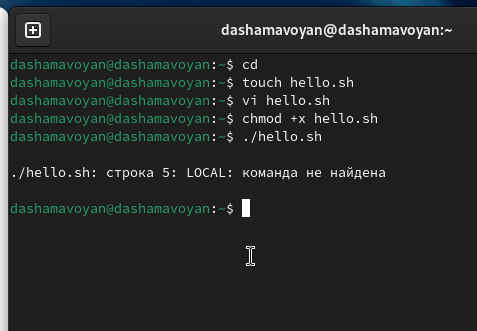 dashamavoyan@dashamavoyan:~
dashamavoyan@dashamavoyan:~$ cd
dashamavoyan@dashamavoyan:~$ touch hello.sh
dashamavoyan@dashamavoyan:~$ vi hello.sh
dashamavoyan@dashamavoyan:~$ chmod +x hello.sh
dashamavoyan@dashamavoyan:~$ ./hello.sh
./hello.sh: строка 5: LOCAL: команда не найдена
dashamavoyan@dashamavoyan:~$